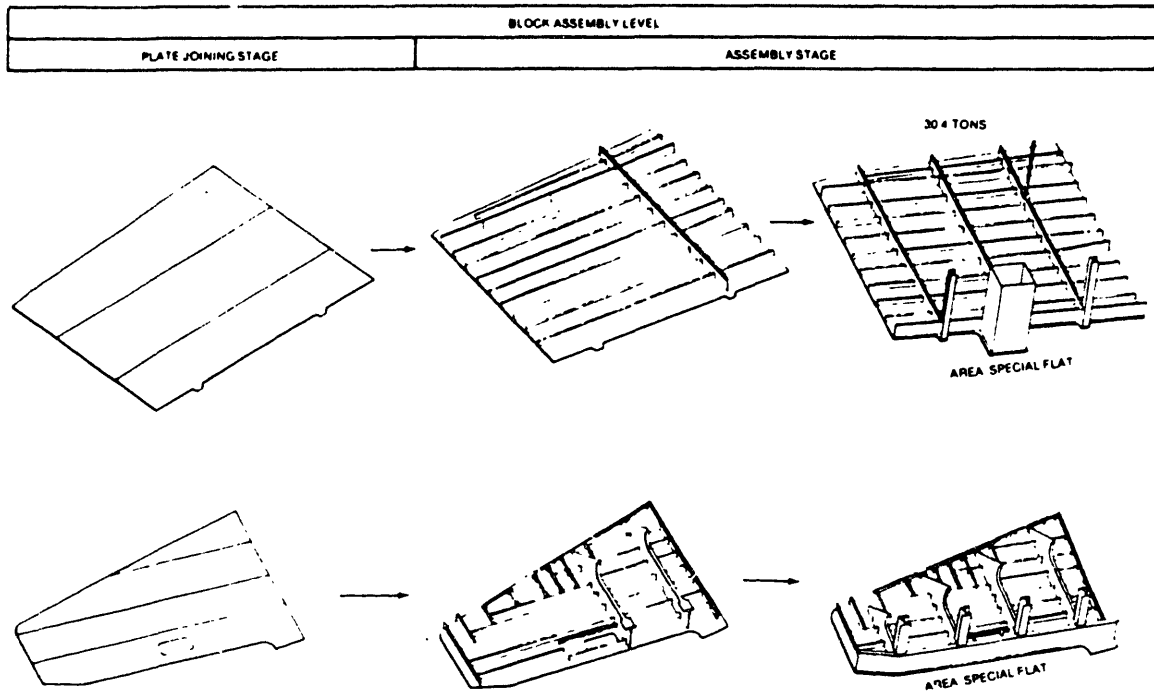 BLOCK ASSEMBLY LEVEL
PLATE JOINING STAGE
ASSEMBLY STAGE
30 4 TONS
AREA SPECIAL FLAT
AREA SPECIAL FLAT